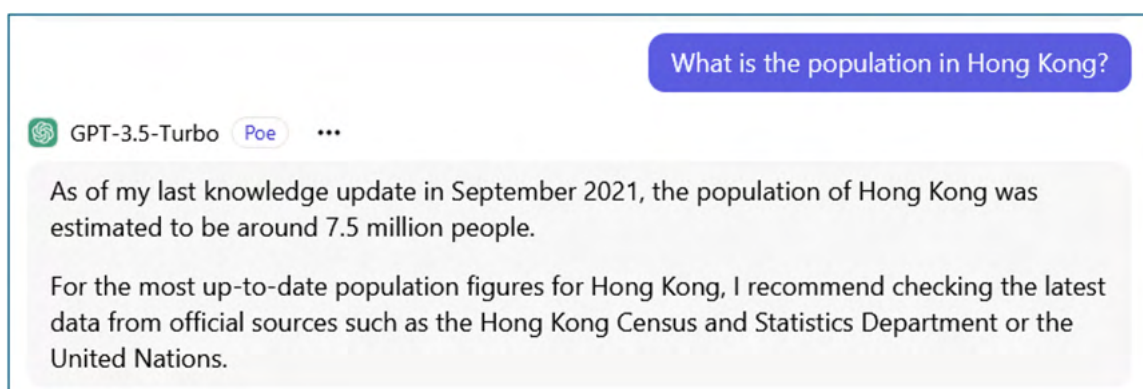 What is the population in Hong Kong?
GPT-3.5-Turbo Poe •••
As of my last knowledge update in September 2021, the population of Hong Kong was
estimated to be around 7.5 million people.
For the most up-to-date population figures for Hong Kong, I recommend checking the latest
data from official sources such as the Hong Kong Census and Statistics Department or the
United Nations.